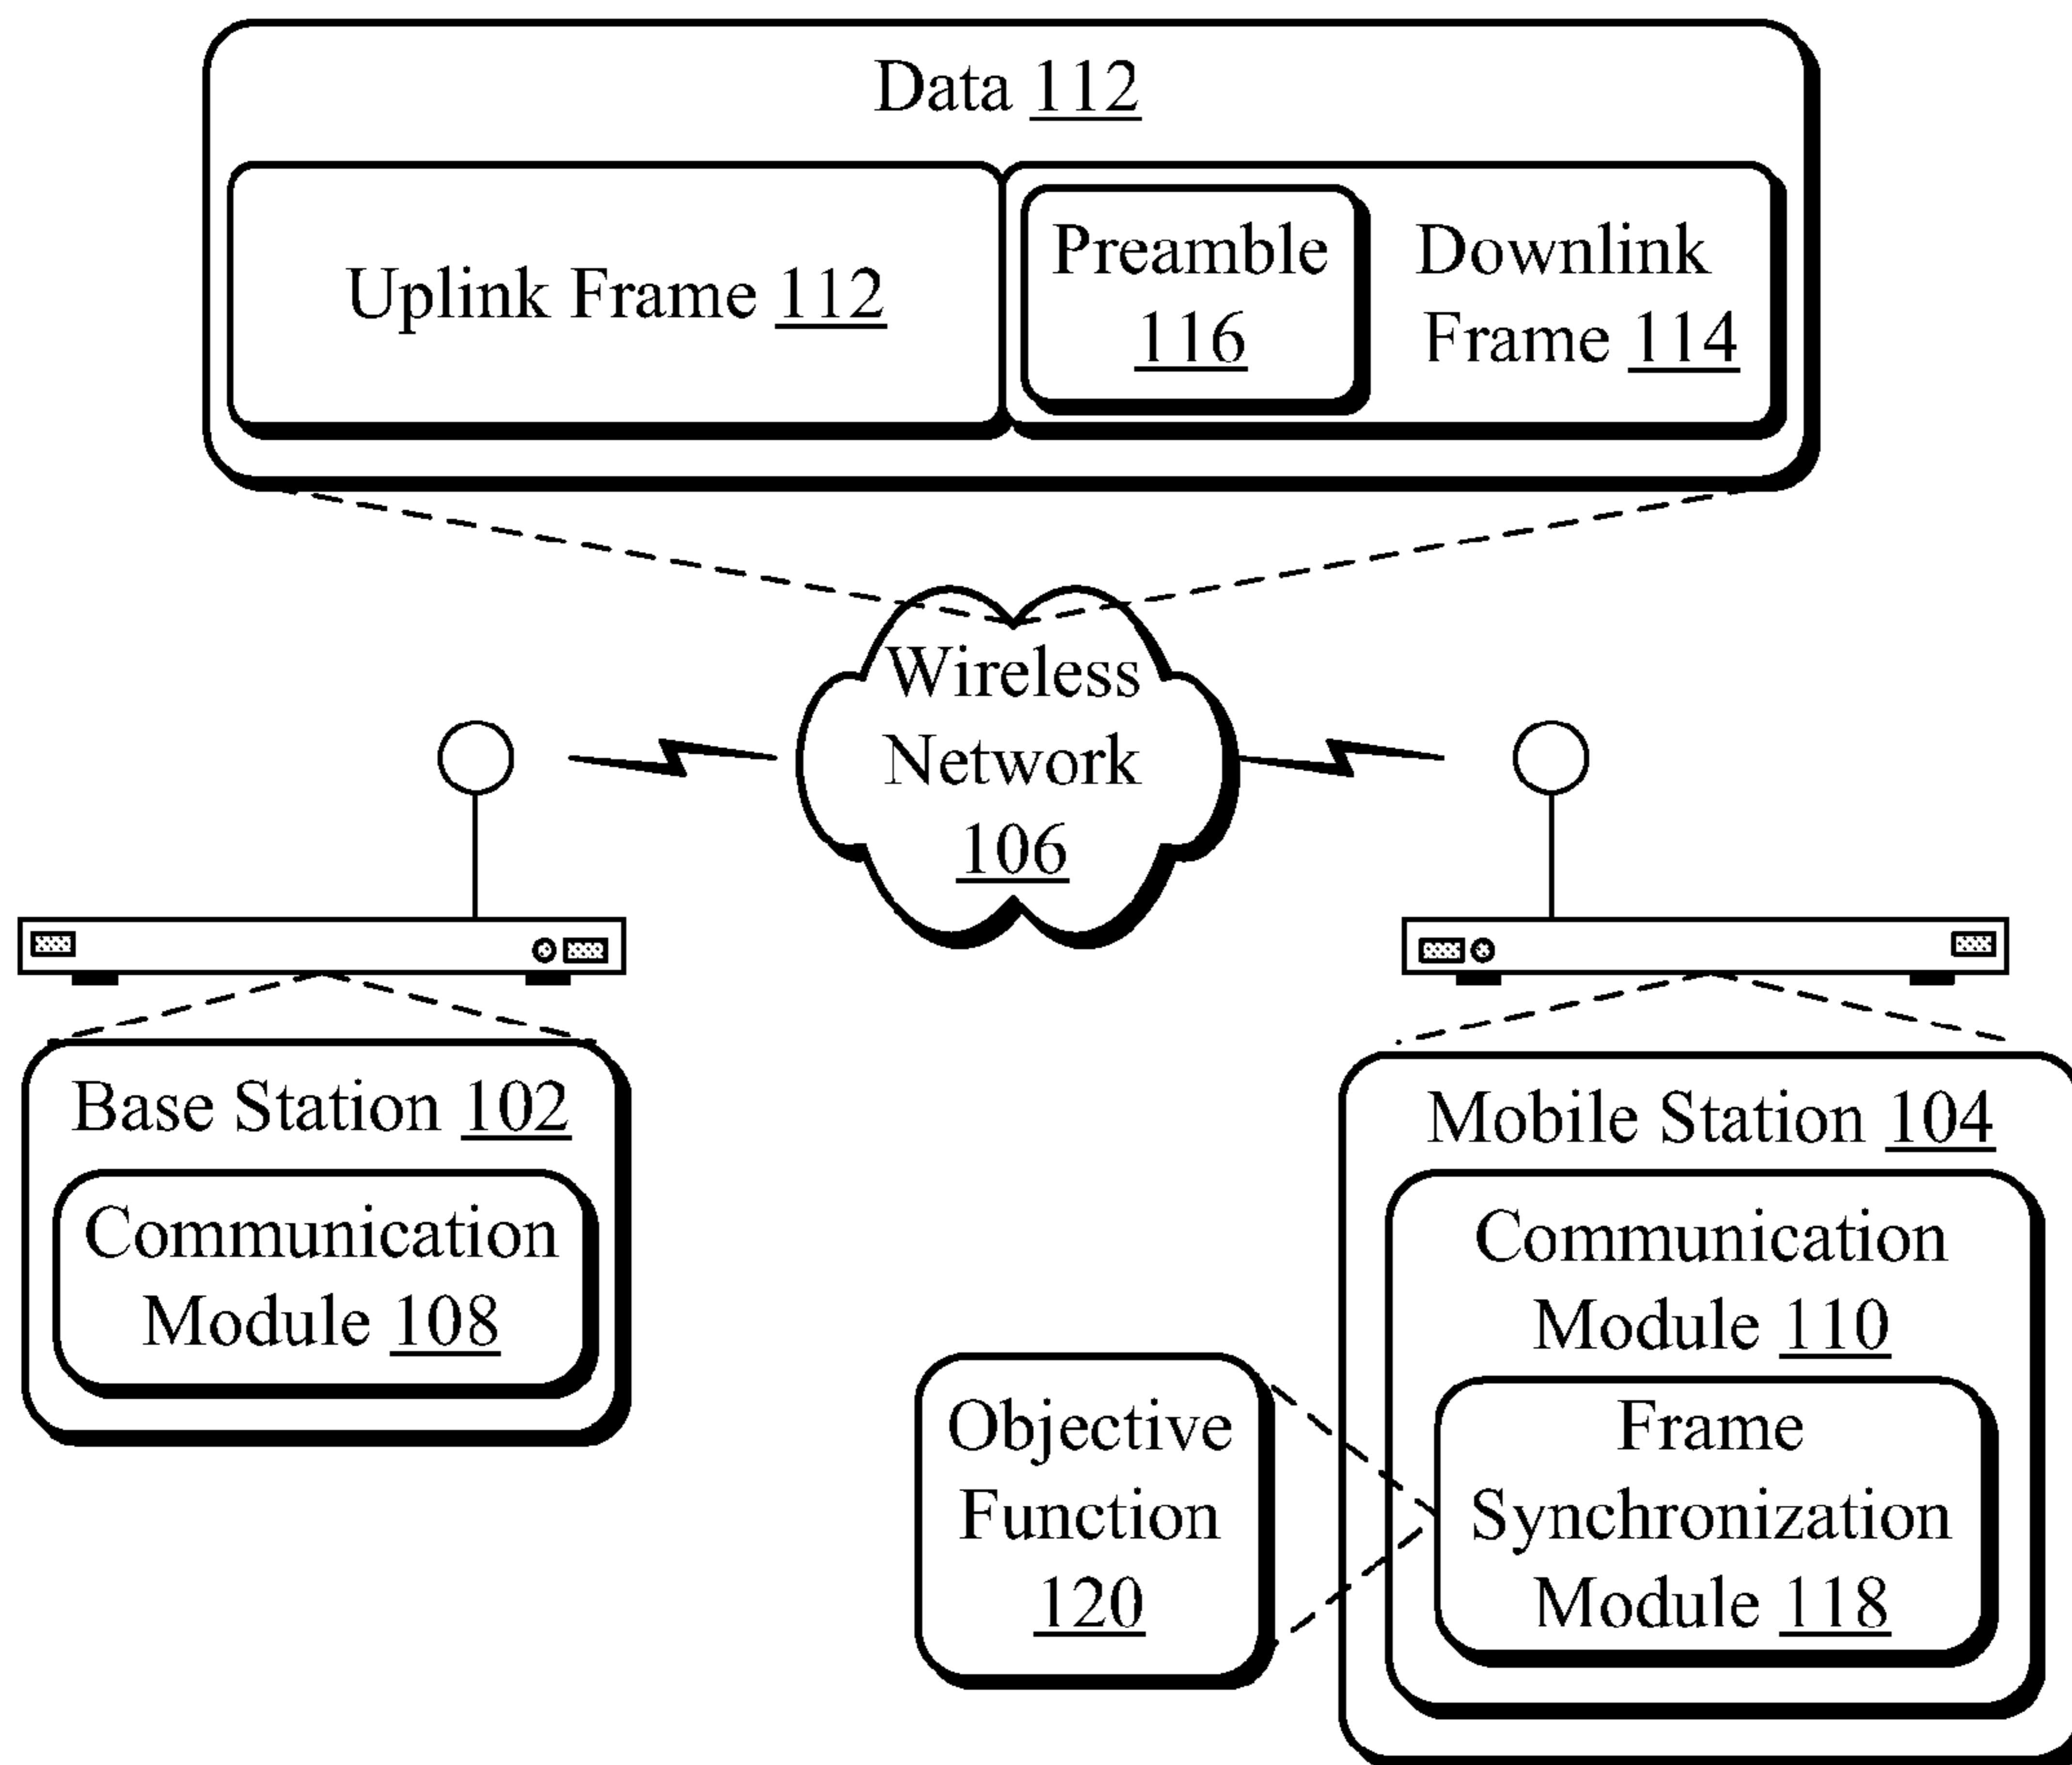 Data 112
Uplink Frame 112
Preamble
116
Downlink
Frame 114
Wireless
Network
106
Base Station 102
Communication
Module 108
Mobile Station 104
Communication
Module 110
Frame
Synchronization
Module 118
Objective
Function
120